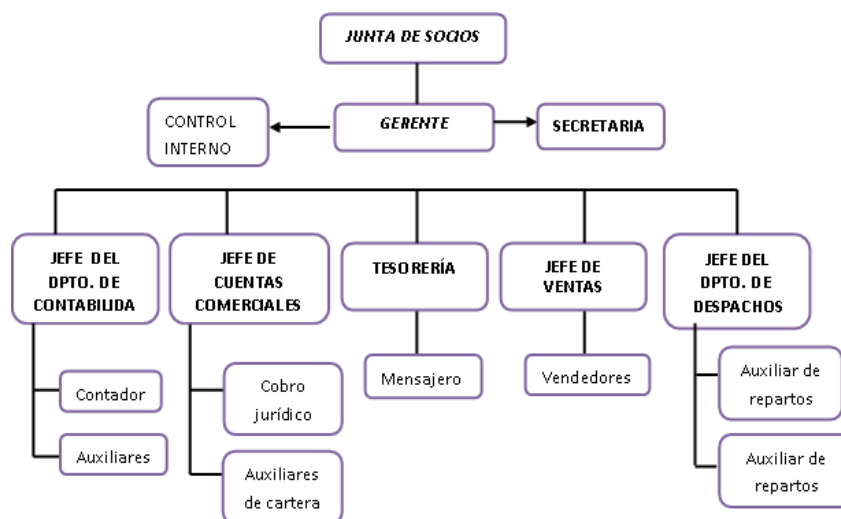 JUNTA DE SOCIOS
CONTROL
INTERNO
GERENTE
SECRETARIA
JEFE DEL
DPTO. DE
CONTABILIDA
JEFE DE
CUENTAS
COMERCIALES
TESORERÍA
JEFE DE
VENTAS
JEFE DEL
DPTO. DE
DESPACHOS
Contador
Auxiliares
Cobro
jurídico
Auxiliares
de cartera
Mensajero
Vendedores
Auxiliar de
repartos
Auxiliar de
repartos